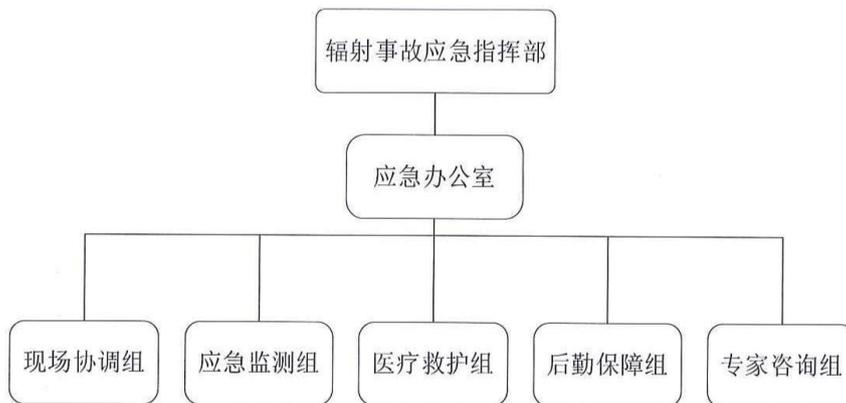 辐射事故应急指挥部
应急办公室
现场协调组
应急监测组
医疗救护组
后勤保障组
专家咨询组